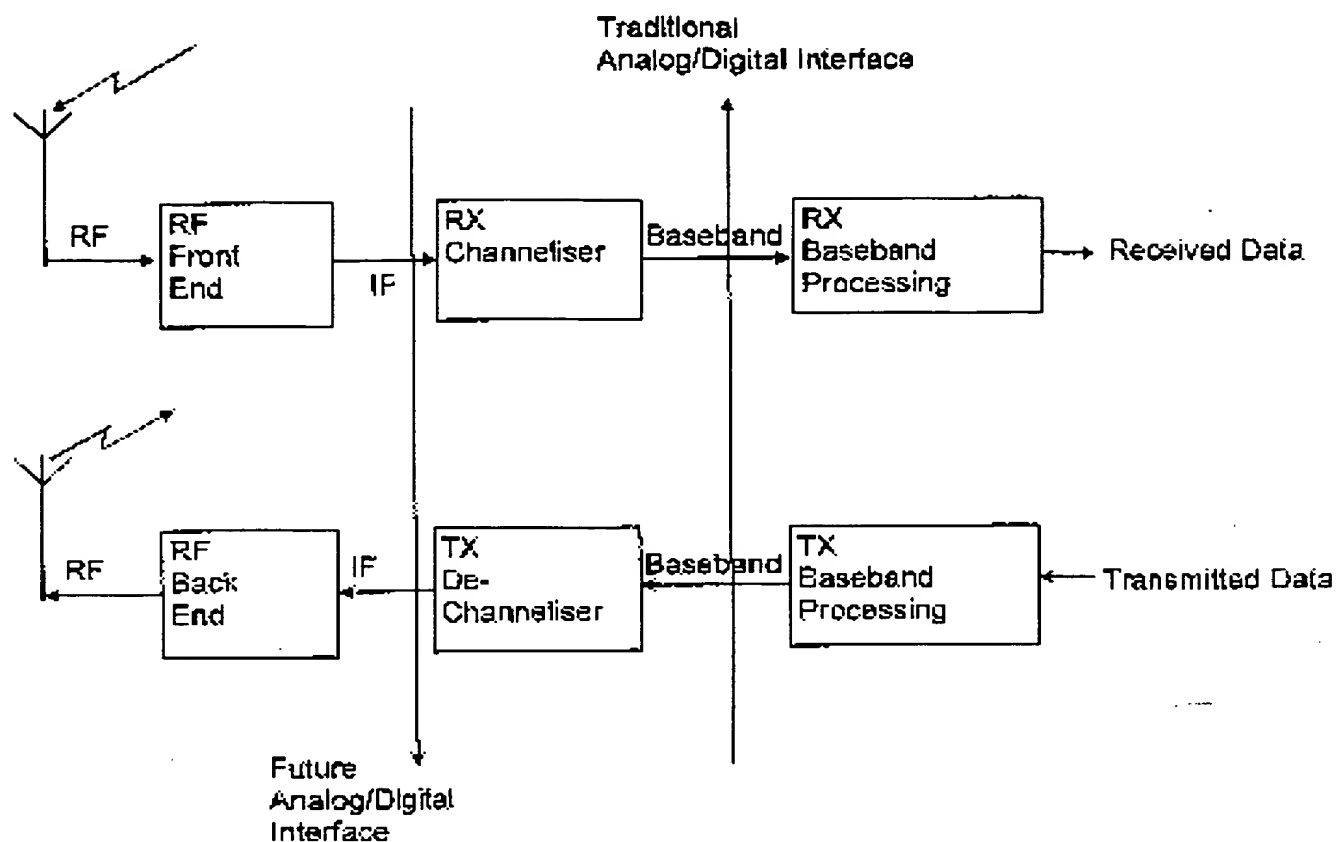 Traditional
Analog/Digital Interface
RF
RF
Front
End
IF
RX
Channeliser
Baseband
RX
Baseband
Processing
Received Data
RF
RF
Back
End
IF
TX
De-
Channeliser
Baseband
TX
Baseband
Processing
Transmitted Data
Future
Analog/Digital
Interface